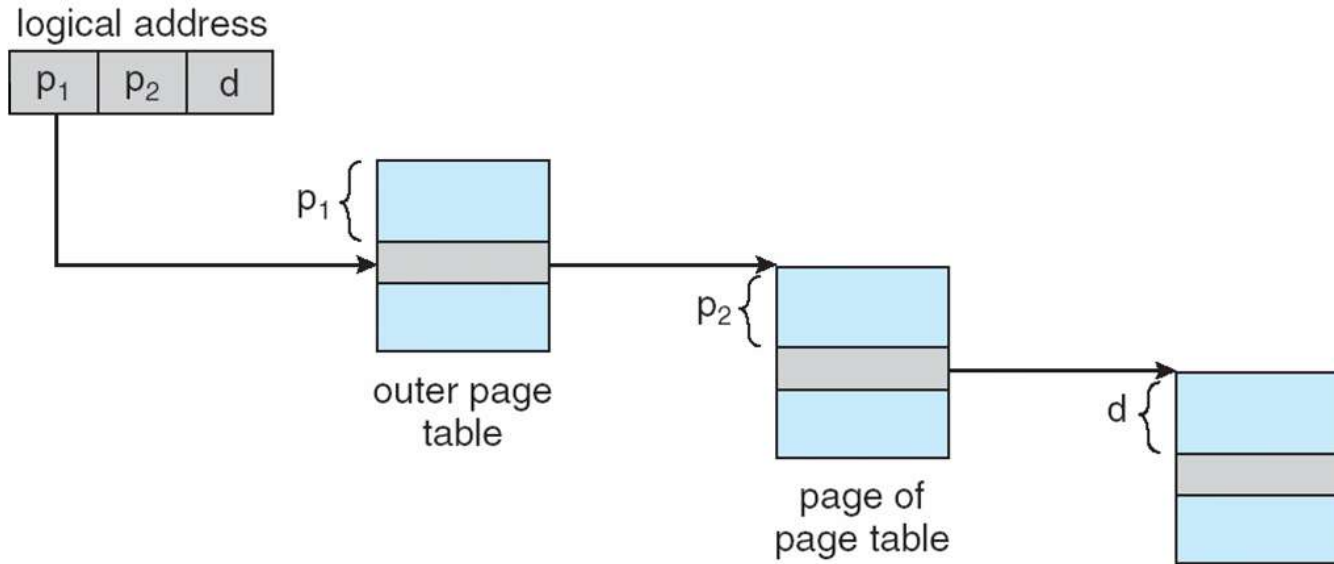 logical address
p₁ p₂ d
p₁
p₂
d
outer page
table
page of
page table